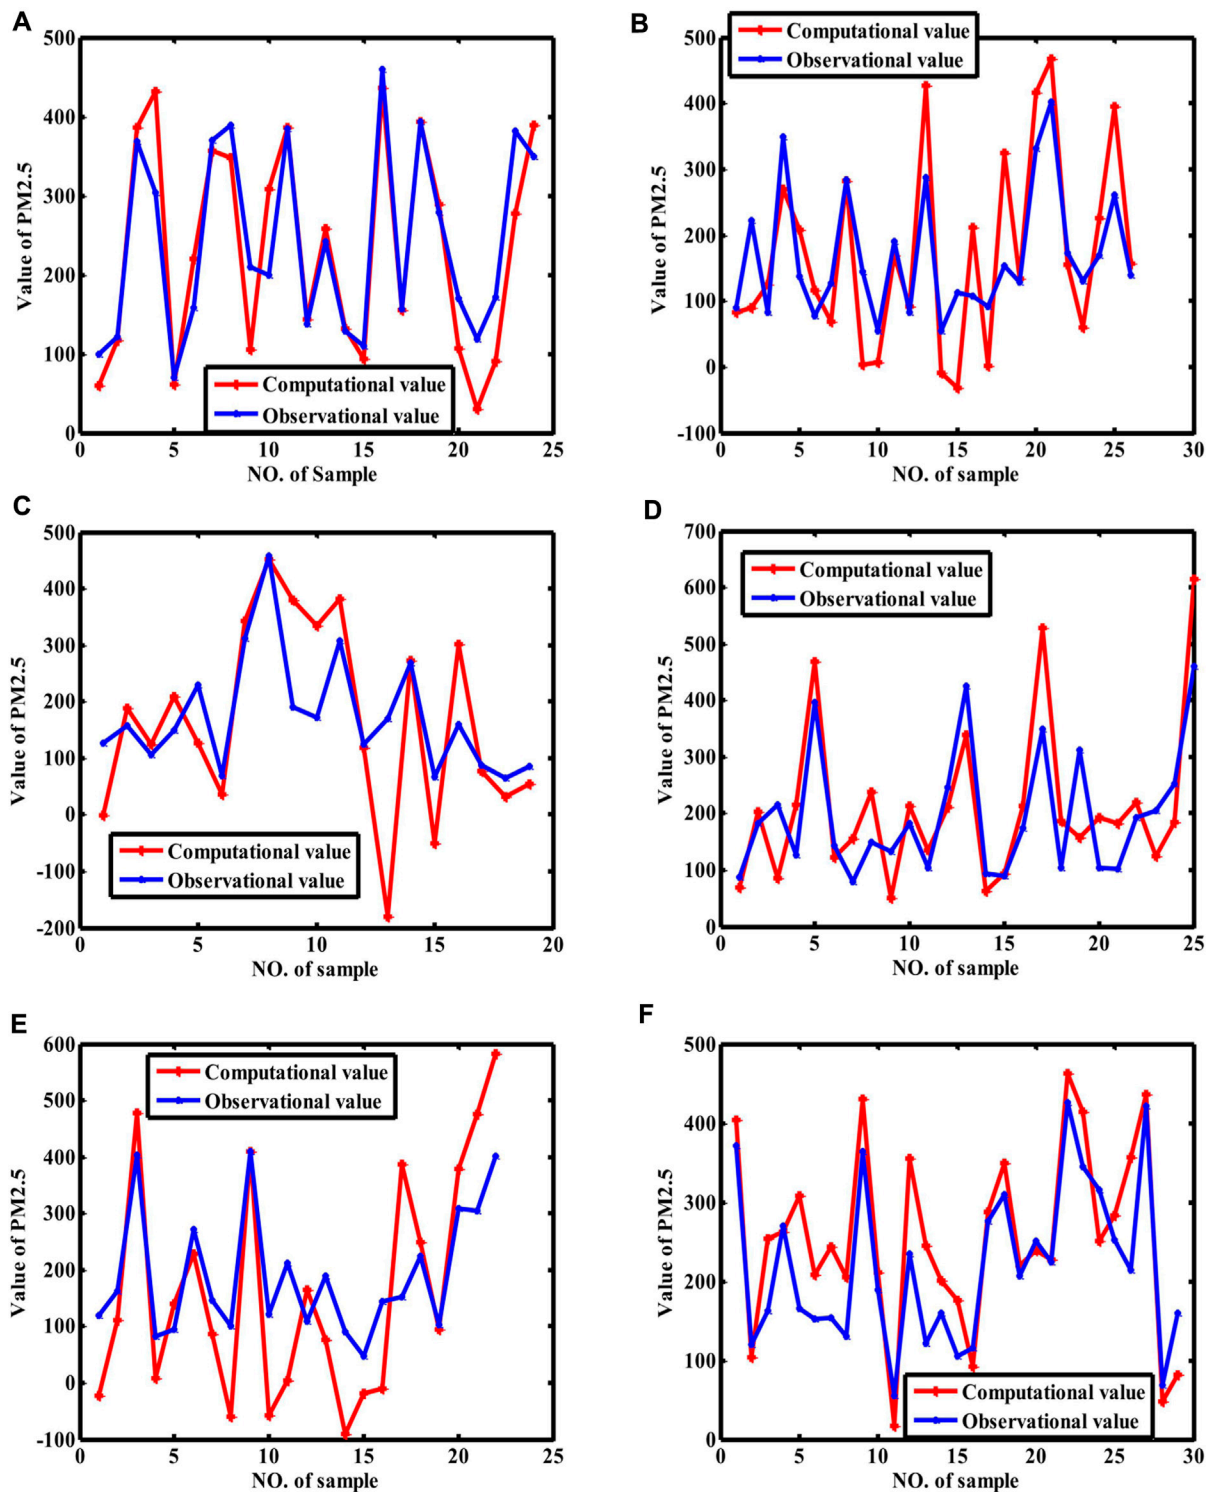 A
500
400
300
200
100
0
Value of PM2.5
Computational value
Observational value
0 5 10 15 20 25
NO. of Sample
B
500
400
300
200
100
0
-100
Value of PM2.5
Computational value
Observational value
0 5 10 15 20 25 30
NO. of sample
C
500
400
300
200
100
0
-100
-200
Value of PM2.5
Computational value
Observational value
0 5 10 15 20
NO. of sample
D
700
600
500
400
300
200
100
0
Value of PM2.5
Computational value
Observational value
0 5 10 15 20 25
NO. of sample
E
600
500
400
300
200
100
0
-100
Value of PM2.5
Computational value
Observational value
0 5 10 15 20 25
NO. of sample
F
500
400
300
200
100
0
Value of PM2.5
Computational value
Observational value
0 5 10 15 20 25 30
NO. of sample